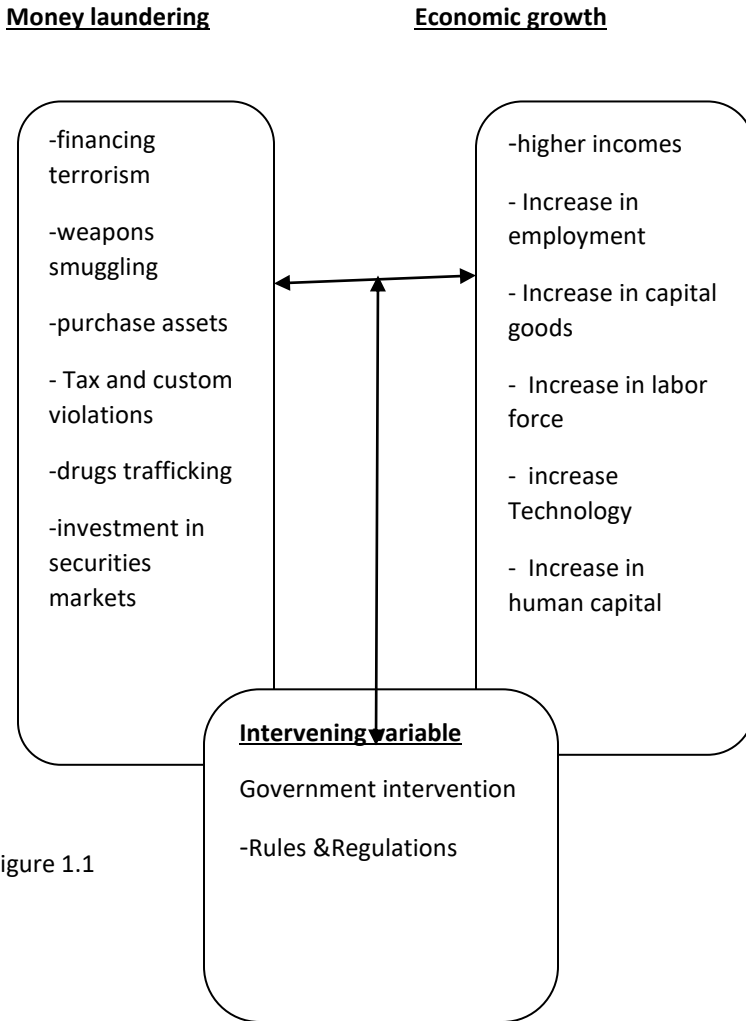 Money laundering
Economic growth
-financing
terrorism
-weapons
smuggling
-purchase assets
- Tax and custom
violations
-drugs trafficking
-investment in
securities
markets
-higher incomes
- Increase in
employment
- Increase in capital
goods
- Increase in labor
force
- increase
Technology
- Increase in
human capital
Intervening variable
Government intervention
-Rules &Regulations
igure 1.1